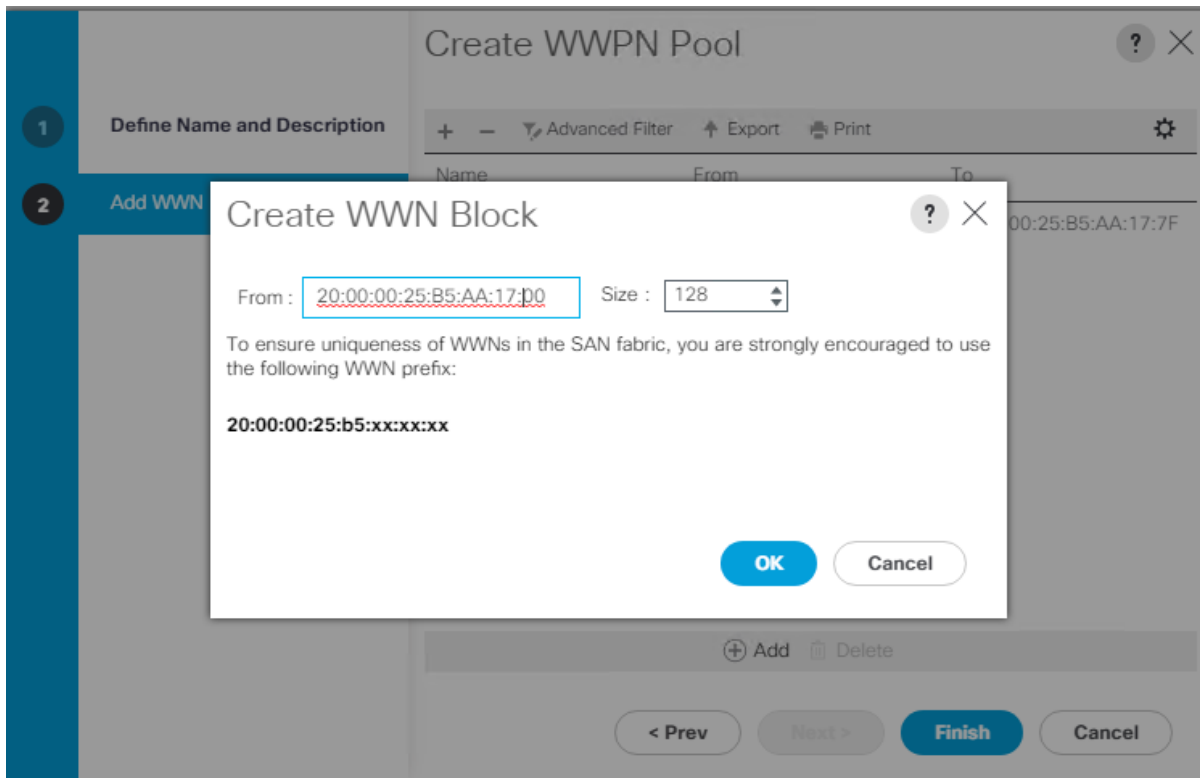 Create WWPN Pool
?
1
Define Name and Description
+ − Advanced Filter Export Print
Name From To
2
Add WWN
00:25:B5:AA:17:7F
Create WWN Block
?
From : 20:00:00:25:B5:AA:17:00 Size : 128
To ensure uniqueness of WWNs in the SAN fabric, you are strongly encouraged to use
the following WWN prefix:
20:00:00:25:b5:xx:xx:xx
OK Cancel
Add Delete
< Prev Next > Finish Cancel